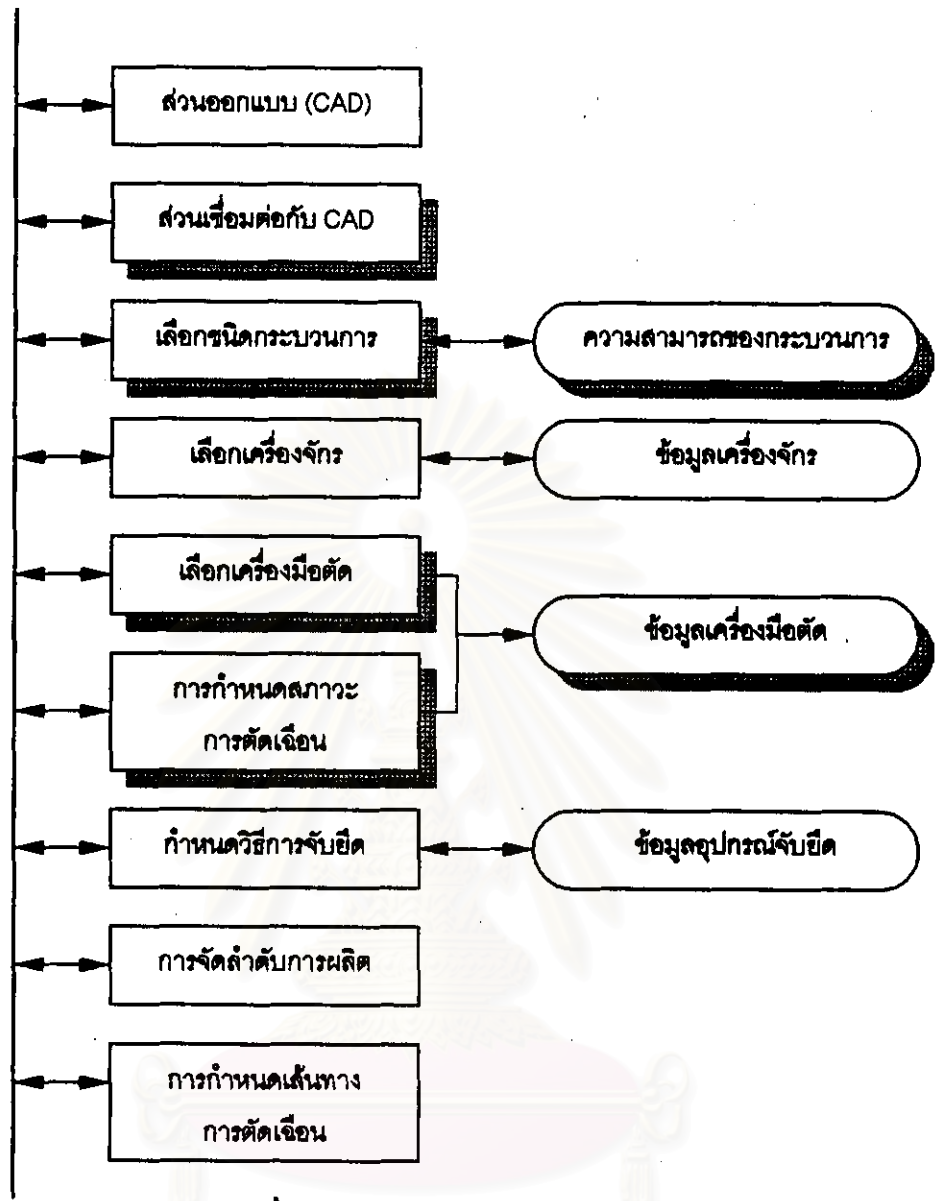 ส่วนออกแบบ (CAD)
ส่วนเชื่อมต่อกับ CAD
เลือกชนิดกระบวนการ
ความสามารถของกระบวนการ
เลือกเครื่องจักร
ข้อมูลเครื่องจักร
เลือกเครื่องมือตัด
ข้อมูลเครื่องมือตัด
การกำหนดสภาวะ
การตัดเฉือน
กำหนดวิธีการจับยึด
ข้อมูลอุปกรณ์จับยึด
การจัดลำดับการผลิต
การกำหนดเส้นทาง
การตัดเฉือน